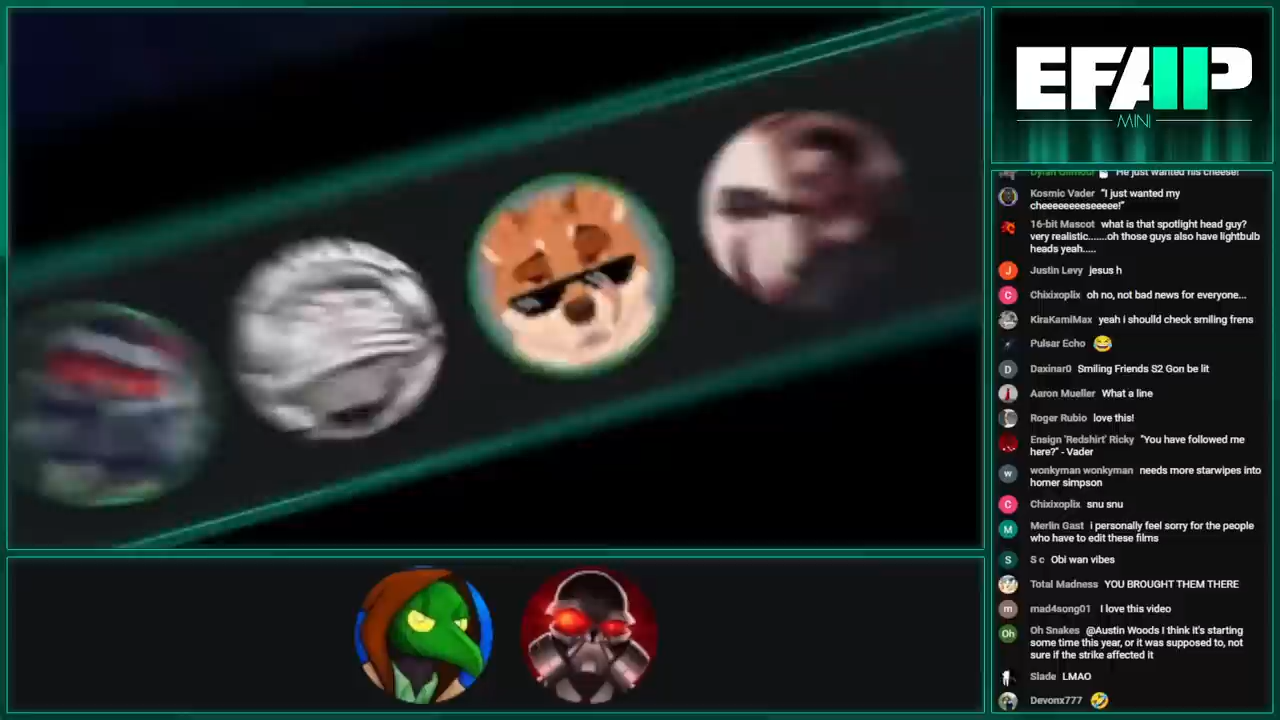 EFAP
MINI
Dylan Gilmour He just wanted his cheese!
Kosmic Vader "I just wanted my
cheeeeeeeseeeee!"
16-bit Mascot what is that spotlight head guy?
very realistic.......oh those guys also have lightbulb
heads yeah.....
Justin Levy jesus h
Chixixoplix oh no, not bad news for everyone...
KiraKamiMax yeah i shoulld check smiling frens
Pulsar Echo 😂
D Daxinar0 Smiling Friends S2 Gon be lit
Aaron Mueller What a line
Roger Rubio love this!
Ensign 'Redshirt' Ricky "You have followed me
here?" - Vader
w wonkyman wonkyman needs more starwipes into
homer simpson
C Chixixoplix snu snu
M Merlin Gast i personally feel sorry for the people
who have to edit these films
S S c Obi wan vibes
Total Madness YOU BROUGHT THEM THERE
m mad4song01 I love this video
Oh Oh Snakes @Austin Woods I think it's starting
some time this year, or it was supposed to, not
sure if the strike affected it
Slade LMAO
Devonx777 🤣